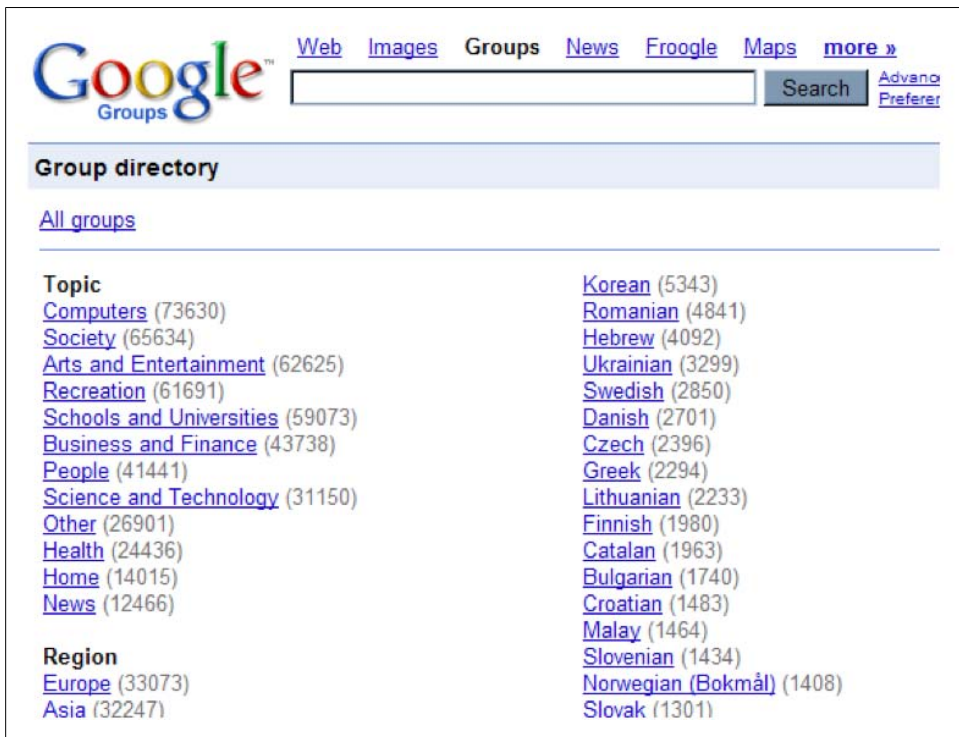 Google™
Groups
Web Images Groups News Froogle Maps more »
Search
Group directory
All groups
Topic
Computers (73630)
Society (65634)
Arts and Entertainment (62625)
Recreation (61691)
Schools and Universities (59073)
Business and Finance (43738)
People (41441)
Science and Technology (31150)
Other (26901)
Health (24436)
Home (14015)
News (12466)
Region
Europe (33073)
Asia (32247)
Korean (5343)
Romanian (4841)
Hebrew (4092)
Ukrainian (3299)
Swedish (2850)
Danish (2701)
Czech (2396)
Greek (2294)
Lithuanian (2233)
Finnish (1980)
Catalan (1963)
Bulgarian (1740)
Croatian (1483)
Malay (1464)
Slovenian (1434)
Norwegian (Bokmål) (1408)
Slovak (1301)